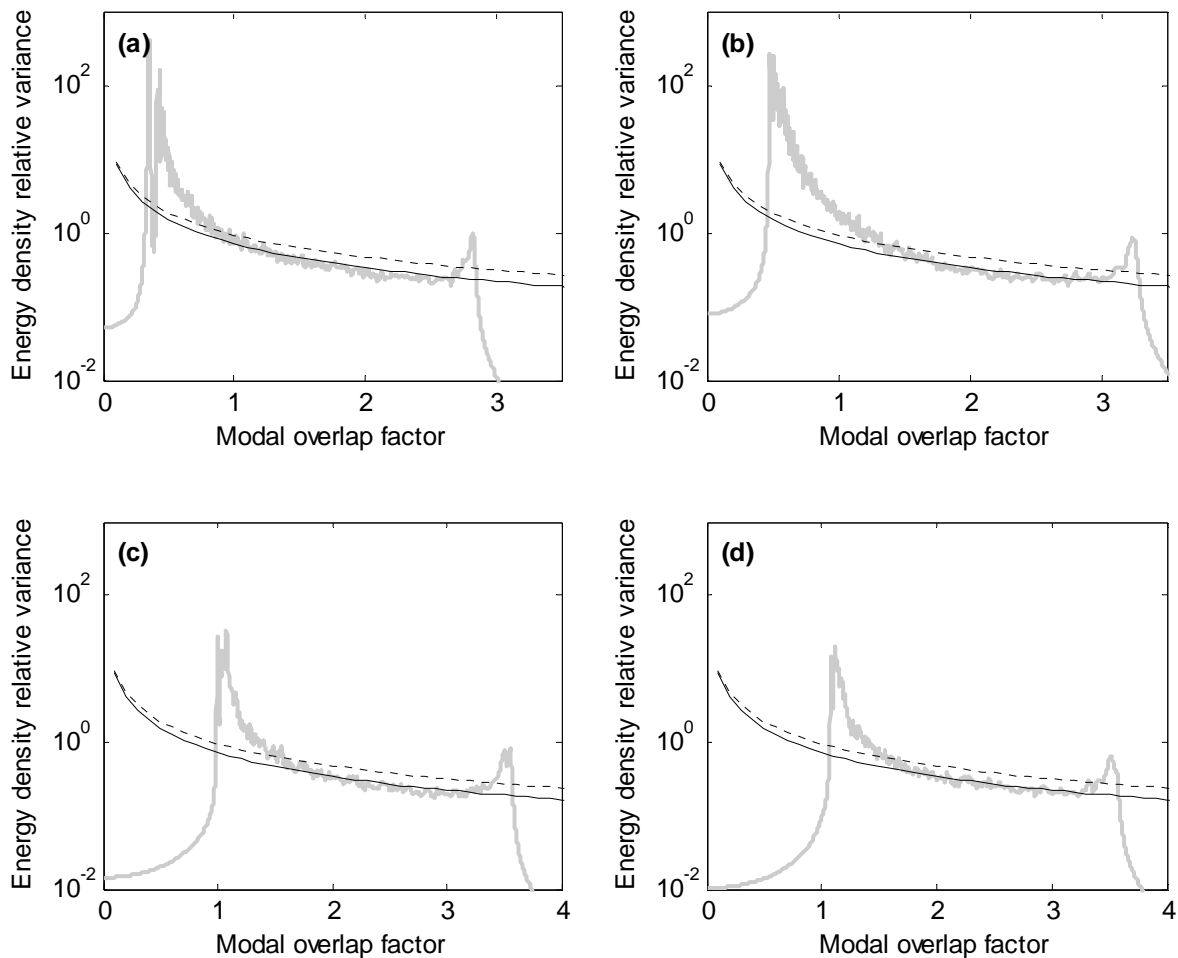 (a)
Energy density relative variance
10^2
10^0
10^-2
0 1 2 3
Modal overlap factor
(b)
Energy density relative variance
10^2
10^0
10^-2
0 1 2 3
Modal overlap factor
(c)
Energy density relative variance
10^2
10^0
10^-2
0 1 2 3 4
Modal overlap factor
(d)
Energy density relative variance
10^2
10^0
10^-2
0 1 2 3 4
Modal overlap factor